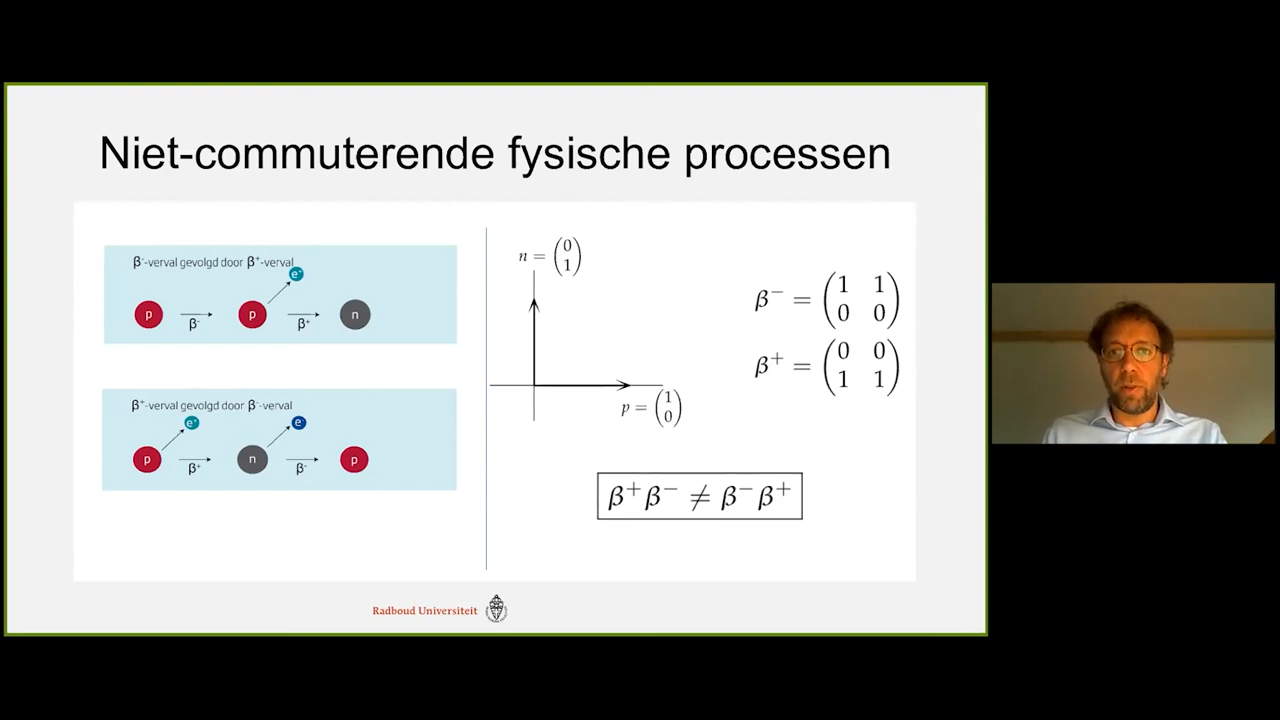 Niet-commuterende fysische processen
β⁻-verval gevolgd door β⁺-verval
e⁺
p β⁻ p β⁺ n
β⁺-verval gevolgd door β⁻-verval
e⁺ e⁻
p β⁺ n β⁻ p
n = (0 1)
p = (1 0)
β⁻ = (1 1 0 0)
β⁺ = (0 0 1 1)
β⁺β⁻ ≠ β⁻β⁺
Radboud Universiteit